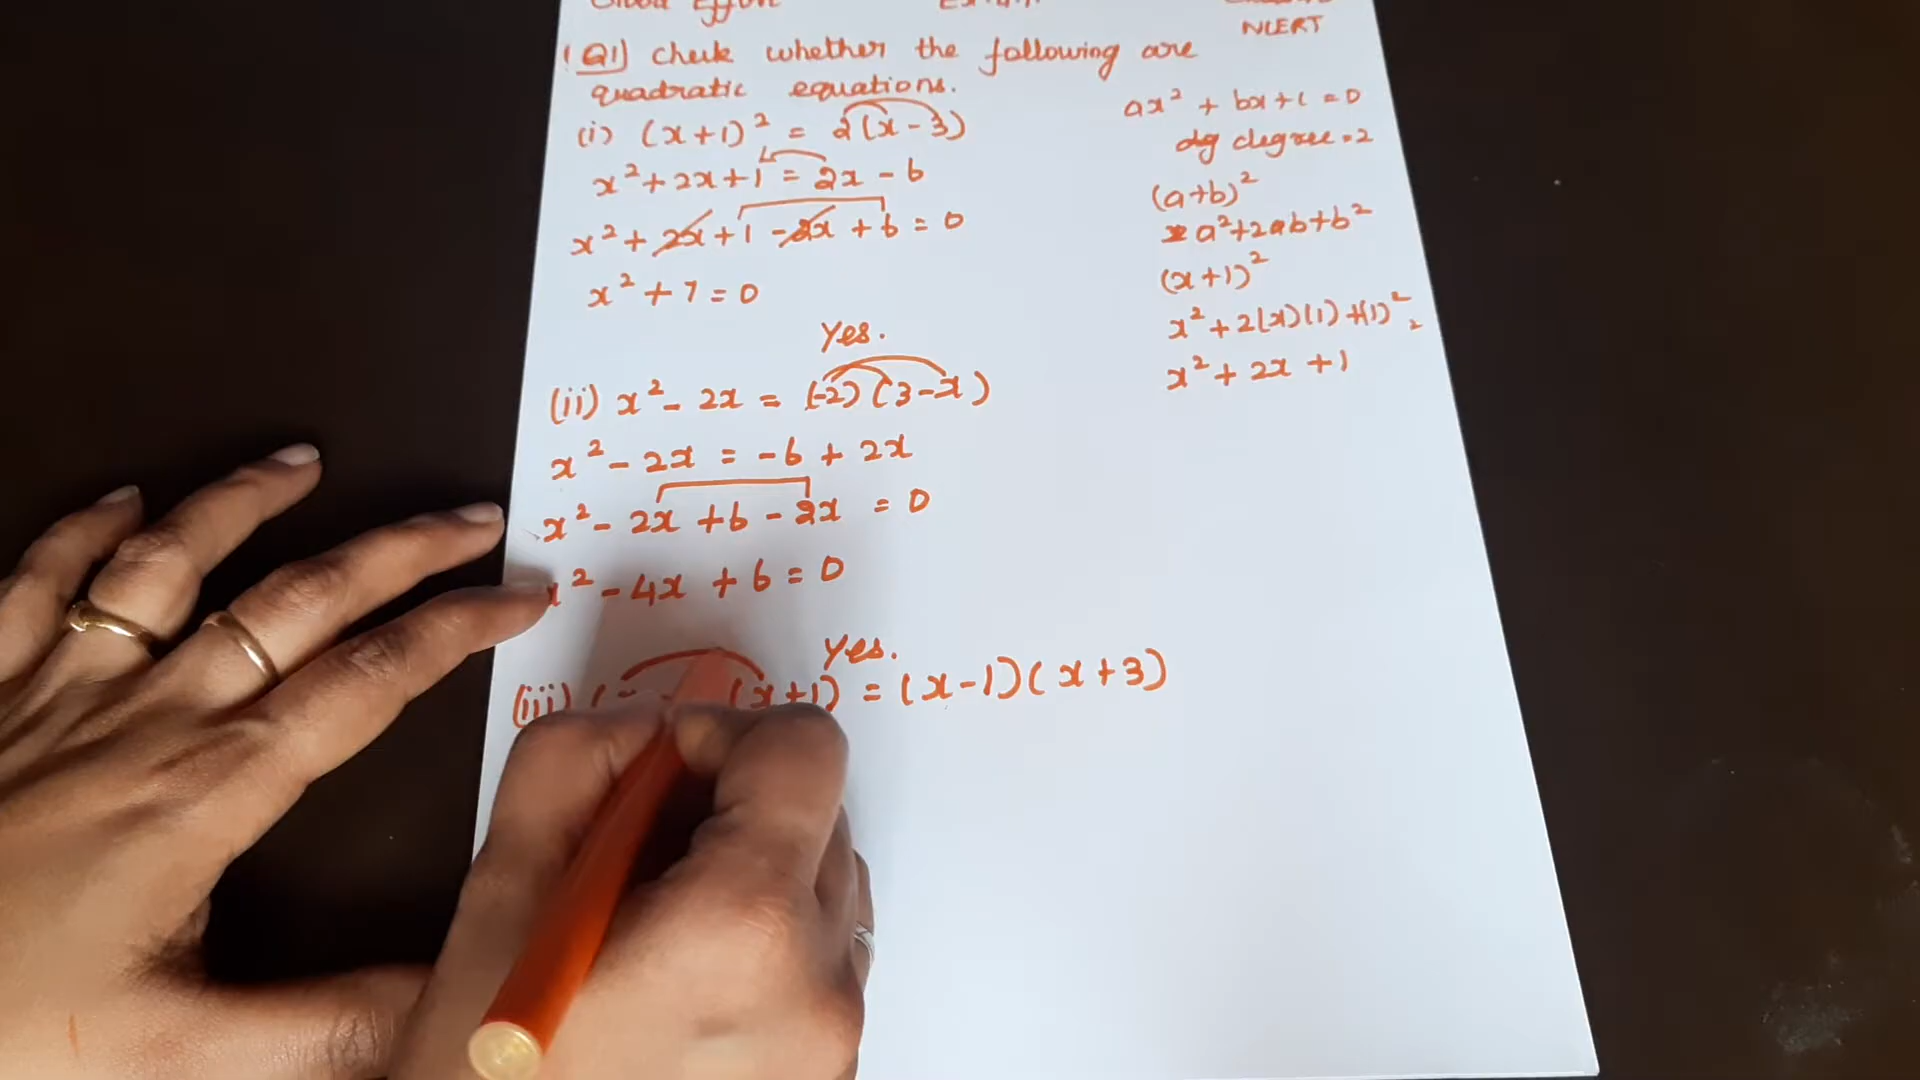 NCERT
Q1) Check whether the following are
quadratic equations.
(i) (x+1)² = 2(x-3)
x²+2x+1 = 2x-6
x²+2x+1-2x+6=0
x²+7=0
Yes.
(ii) x²-2x = (-2)(3-x)
x²-2x = -6+2x
x²-2x+6-2x = 0
x²-4x+6=0
Yes.
(iii) (x+1) = (x-1)(x+3)
ax²+bx+c=0
degree=2
(a+b)²
a²+2ab+b²
(x+1)²
x²+2(x)(1)+(1)²
x²+2x+1